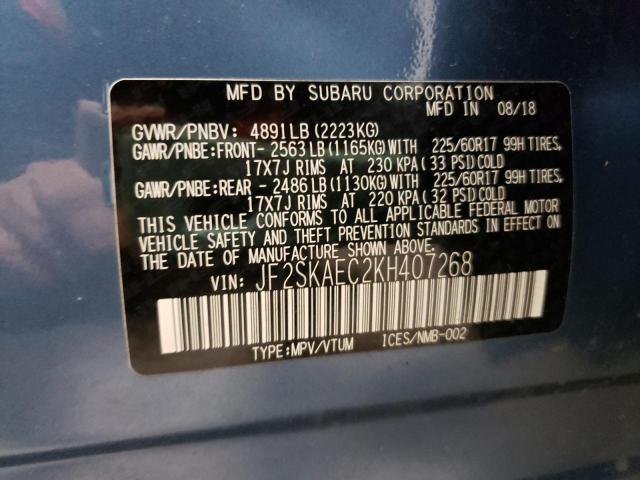 MFD BY SUBARU CORPORATION
MFD IN 08/18
GVWR/PNBV: 4891LB(2223KG)
GAWR/PNBE:FRONT- 2563LB(1165KG)WITH 225/60R17 99H TIRES,
17X7J RIMS AT 230 KPA(33 PSI)COLD
GAWR/PNBE:REAR - 2486LB(1130KG)WITH 225/60R17 99H TIRES,
17X7J RIMS AT 220 KPA(32 PSI)COLD
THIS VEHICLE CONFORMS TO ALL APPLICABLE FEDERAL MOTOR
VEHICLE SAFETY AND THEFT PREVENTION STANDARDS IN EFFECT ON
THE DATE OF MANUFACTURE SHOWN ABOVE.
VIN: JF2SKAEC2KH407268
TYPE:MPV/VTUM ICES/NMB-002